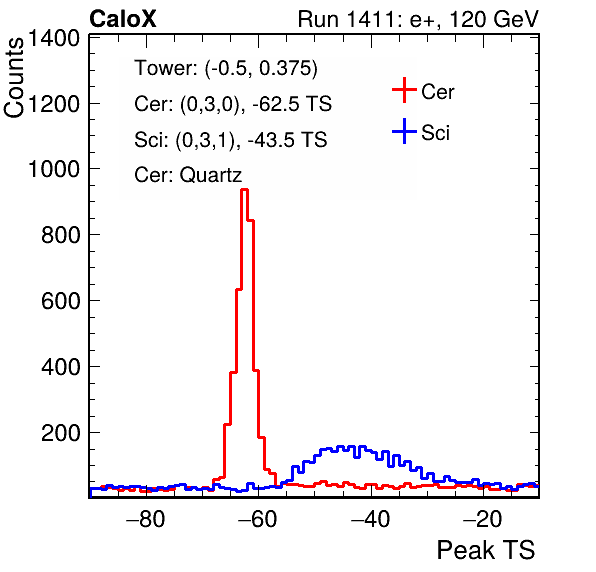 CaloX Run 1411: e+, 120 GeV
Counts
1400
1200
1000
800
600
400
200
Tower: (-0.5, 0.375)
Cer: (0,3,0), -62.5 TS
Sci: (0,3,1), -43.5 TS
Cer: Quartz
Cer
Sci
−80 −60 −40 −20
Peak TS